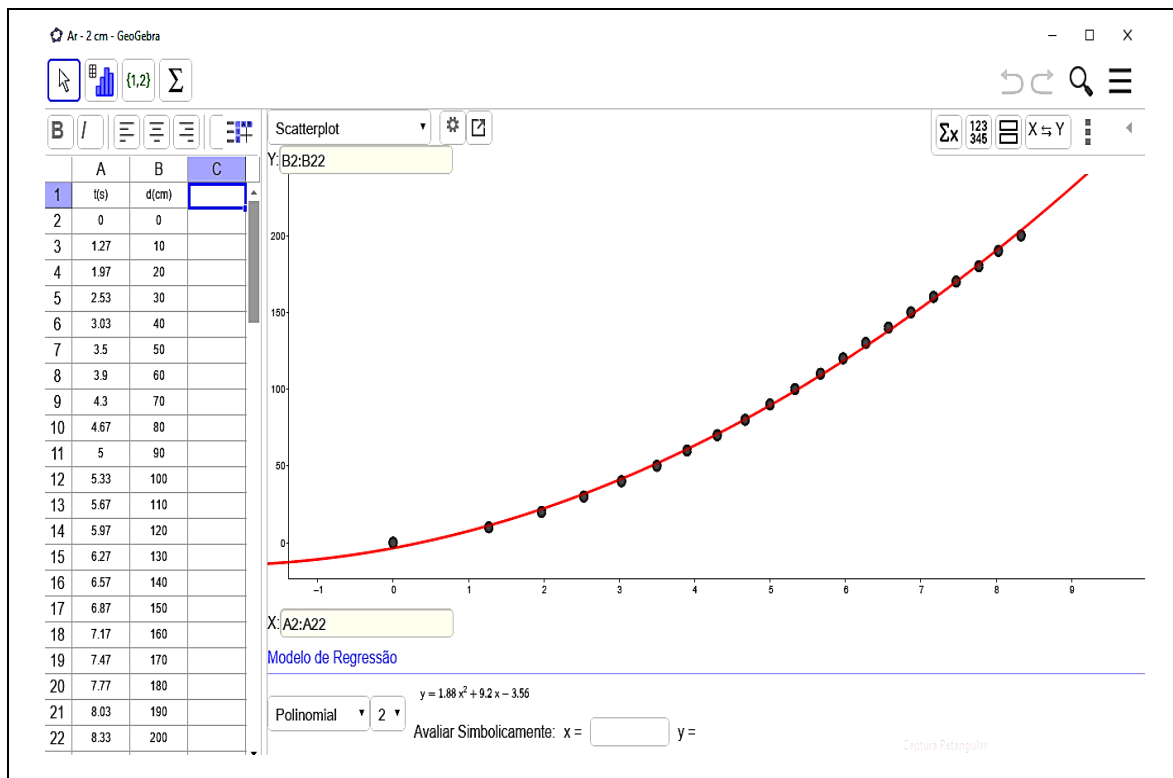 Ar - 2 cm - GeoGebra
{1,2} Σ
B I
Scatterplot
Σx 123 345 X ⇆ Y
Y: B2:B22
A B C
1 t(s) d(cm)
2 0 0
3 1.27 10
4 1.97 20
5 2.53 30
6 3.03 40
7 3.5 50
8 3.9 60
9 4.3 70
10 4.67 80
11 5 90
12 5.33 100
13 5.67 110
14 5.97 120
15 6.27 130
16 6.57 140
17 6.87 150
18 7.17 160
19 7.47 170
20 7.77 180
21 8.03 190
22 8.33 200
200
150
100
50
0
-1 0 1 2 3 4 5 6 7 8 9
X: A2:A22
Modelo de Regressão
y = 1.88 x² + 9.2 x − 3.56
Polinomial 2
Avaliar Simbolicamente: x = y =
Captura Retangular